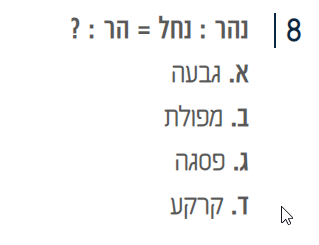 8 נהר : נחל = הר : ?
א. גבעה
ב. מפולת
ג. פסגה
ד. קרקע